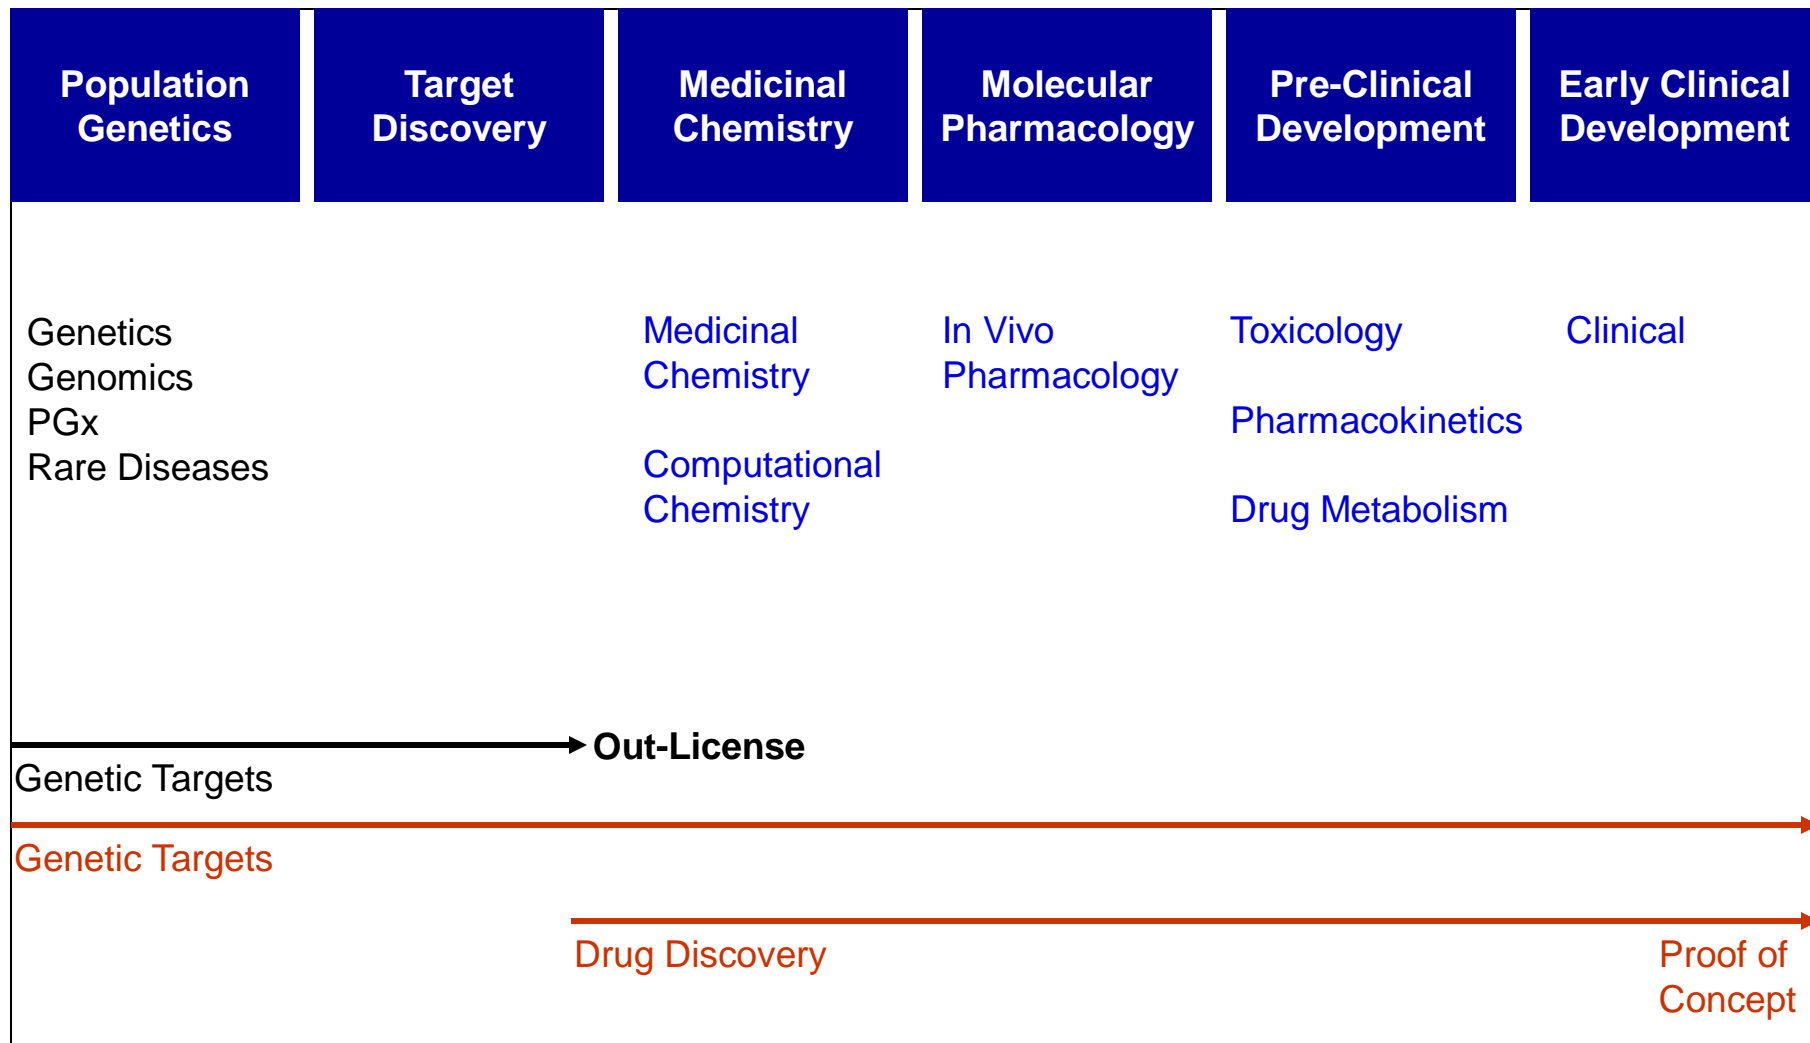 Population
Genetics
Target
Discovery
Medicinal
Chemistry
Molecular
Pharmacology
Pre-Clinical
Development
Early Clinical
Development
Genetics
Genomics
PGx
Rare Diseases
Medicinal
Chemistry
Computational
Chemistry
In Vivo
Pharmacology
Toxicology
Pharmacokinetics
Drug Metabolism
Clinical
Out-License
Genetic Targets
Genetic Targets
Drug Discovery
Proof of
Concept